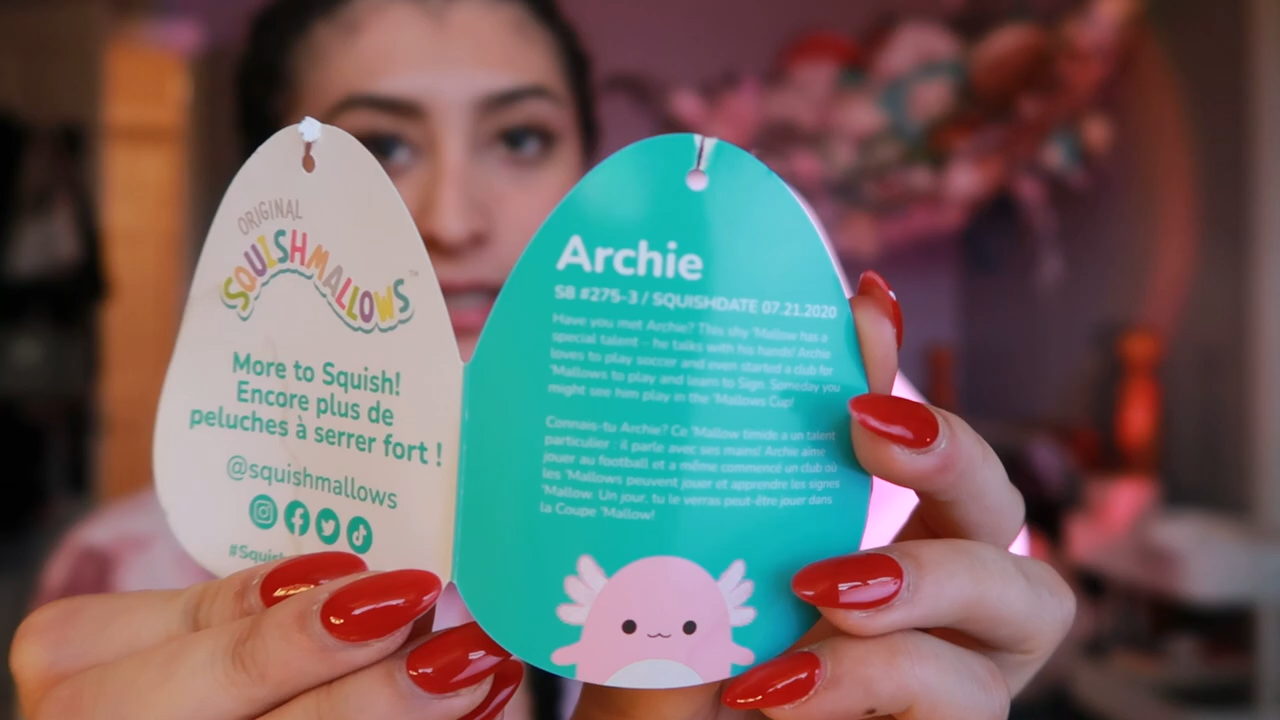 ORIGINAL
SQUISHMALLOWS™
More to Squish!
Encore plus de
peluches à serrer fort !
@squishmallows
#Squish
Archie
SB #275-3 / SQUISHDATE 07.21.2020
Have you met Archie? This shy 'Mallow has a
special talent – he talks with his hands! Archie
loves to play soccer and even started a club for
'Mallows to play and learn to Sign. Someday you
might see him play in the 'Mallows Cup!
Connais-tu Archie? Ce 'Mallow timide a un talent
particulier : il parle avec ses mains! Archie aime
jouer au football et a même commencé un club où
les 'Mallows peuvent jouer et apprendre les signes
'Mallow. Un jour, tu le verras peut-être jouer dans
la Coupe 'Mallow!